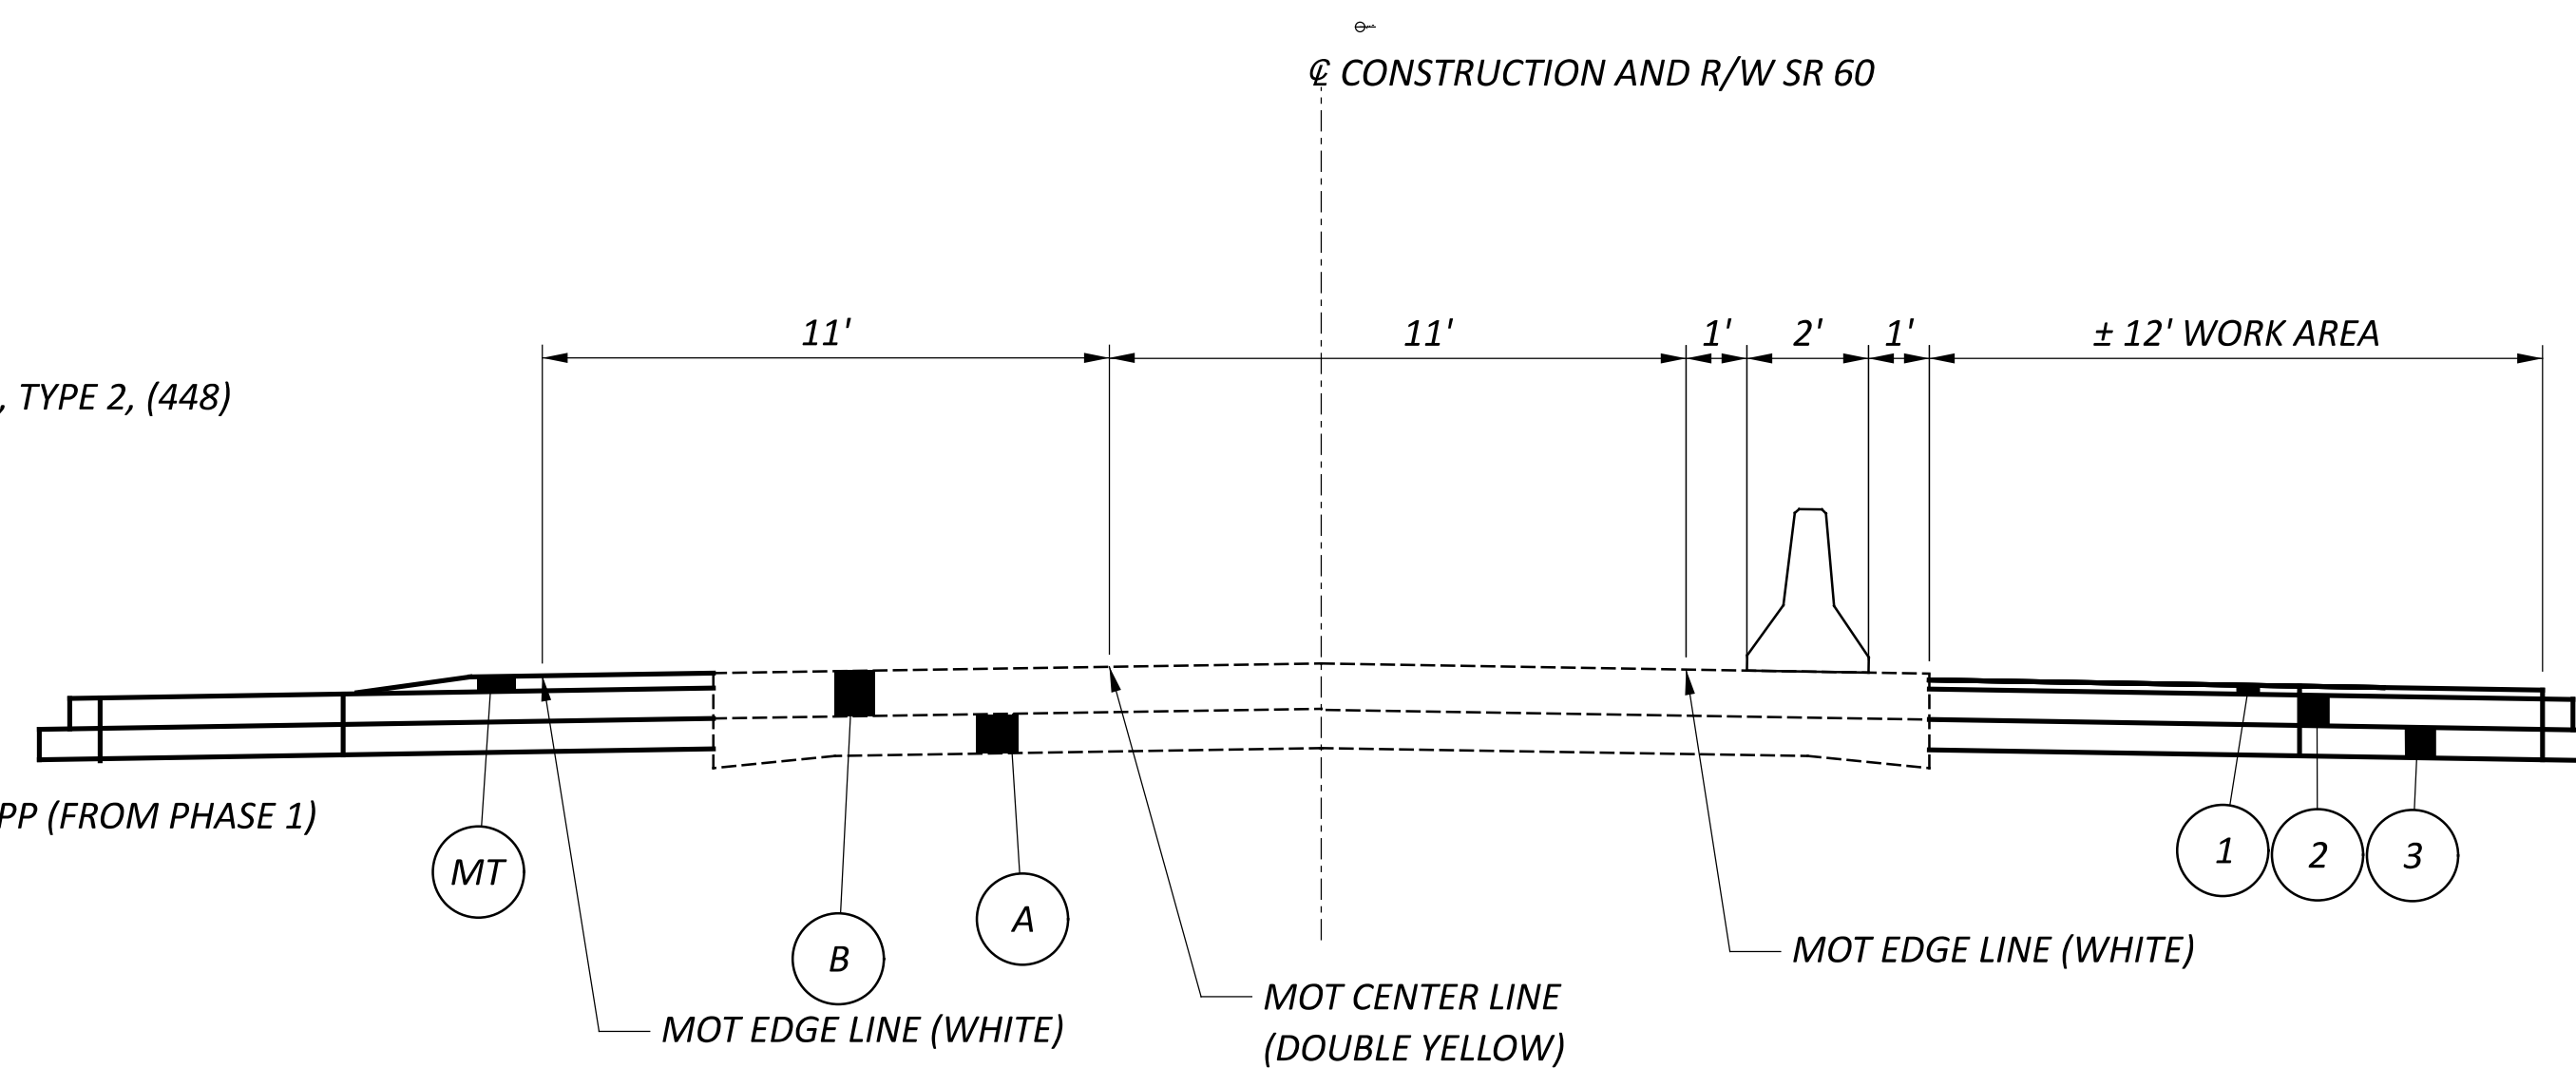 ℄ CONSTRUCTION AND R/W SR 60
11'
11'
1'
2'
1'
± 12' WORK AREA
, TYPE 2, (448)
PP (FROM PHASE 1)
MT
B
A
1
2
3
MOT EDGE LINE (WHITE)
MOT EDGE LINE (WHITE)
MOT CENTER LINE
(DOUBLE YELLOW)